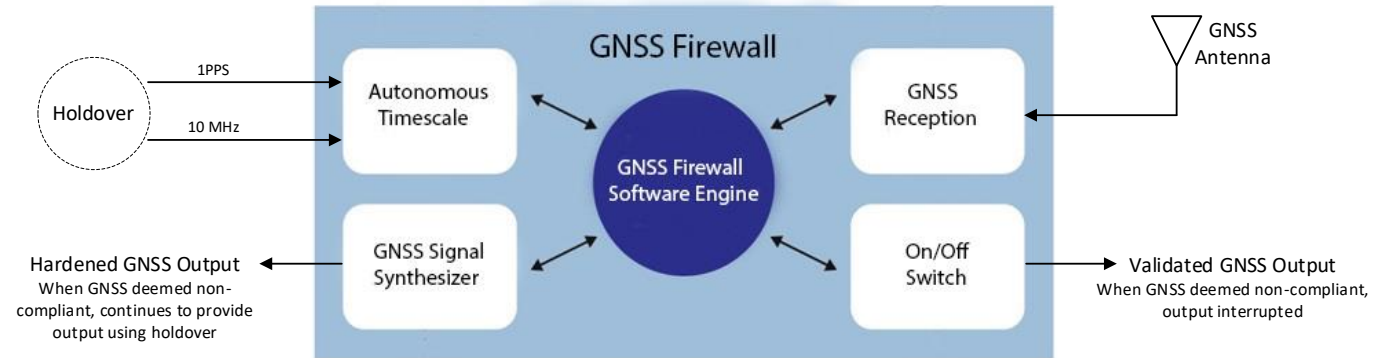 GNSS Firewall
Holdover
1PPS
10 MHz
Autonomous
Timescale
GNSS
Reception
GNSS
Antenna
GNSS Firewall
Software Engine
GNSS Signal
Synthesizer
On/Off
Switch
Hardened GNSS Output
When GNSS deemed non-
compliant, continues to provide
output using holdover
Validated GNSS Output
When GNSS deemed non-compliant,
output interrupted